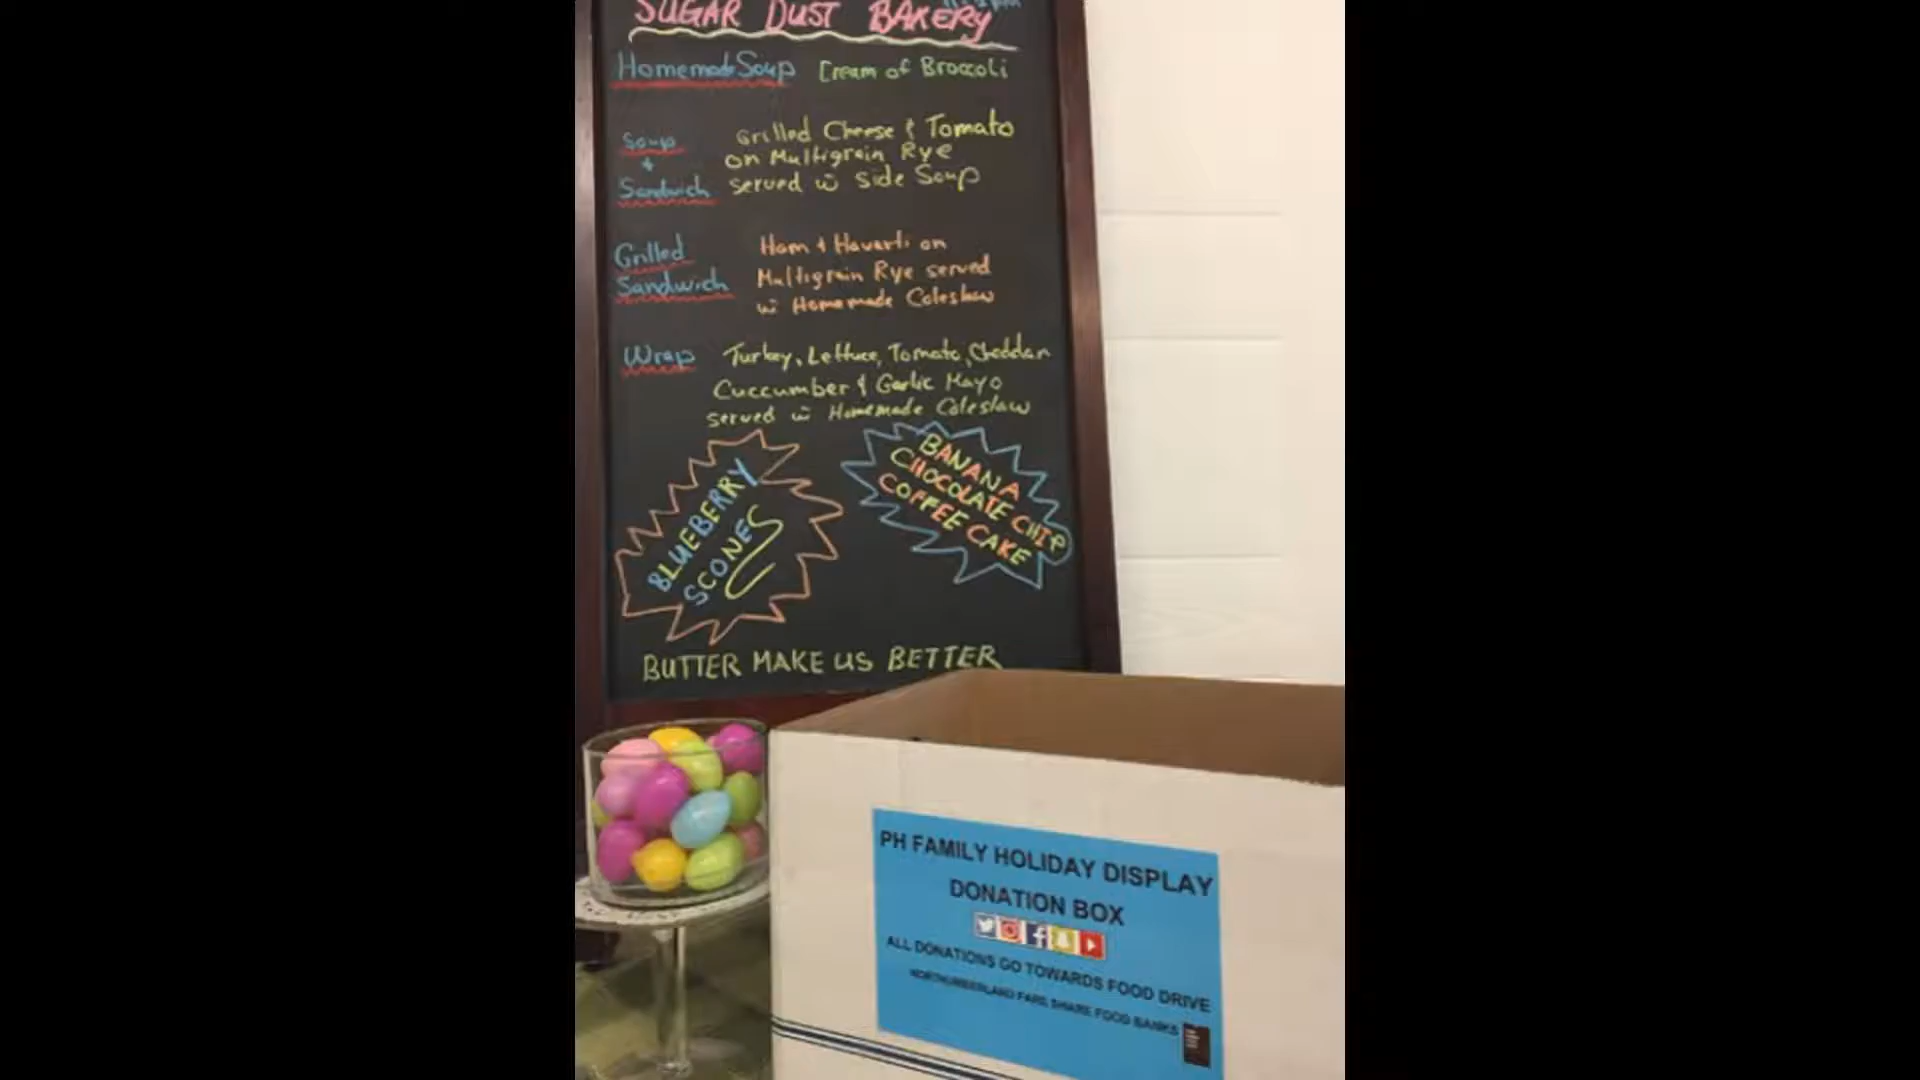 SUGAR DUST BAKERY
Homemade Soup Cream of Broccoli
Soup
&
Sandwich
Grilled Cheese & Tomato
on Multigrain Rye
served w Side Soup
Grilled
Sandwich
Ham & Havarti on
Multigrain Rye served
w Homemade Coleslaw
Wrap
Turkey, Lettuce, Tomato, Cheddar
Cuccumber & Garlic Mayo
served w Homemade Coleslaw
BLUEBERRY
SCONES
BANANA
CHOCOLATE CHIP
COFFEE CAKE
BUTTER MAKE US BETTER
PH FAMILY HOLIDAY DISPLAY
DONATION BOX
ALL DONATIONS GO TOWARDS FOOD DRIVE
NORTHUMBERLAND FARE SHARE FOOD BANKS